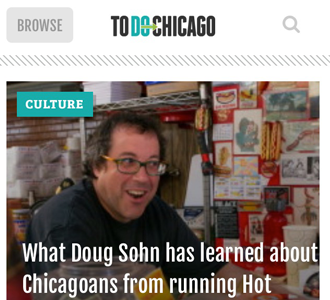 BROWSE
TO DO CHICAGO
CULTURE
What Doug Sohn has learned about
Chicagoans from running Hot